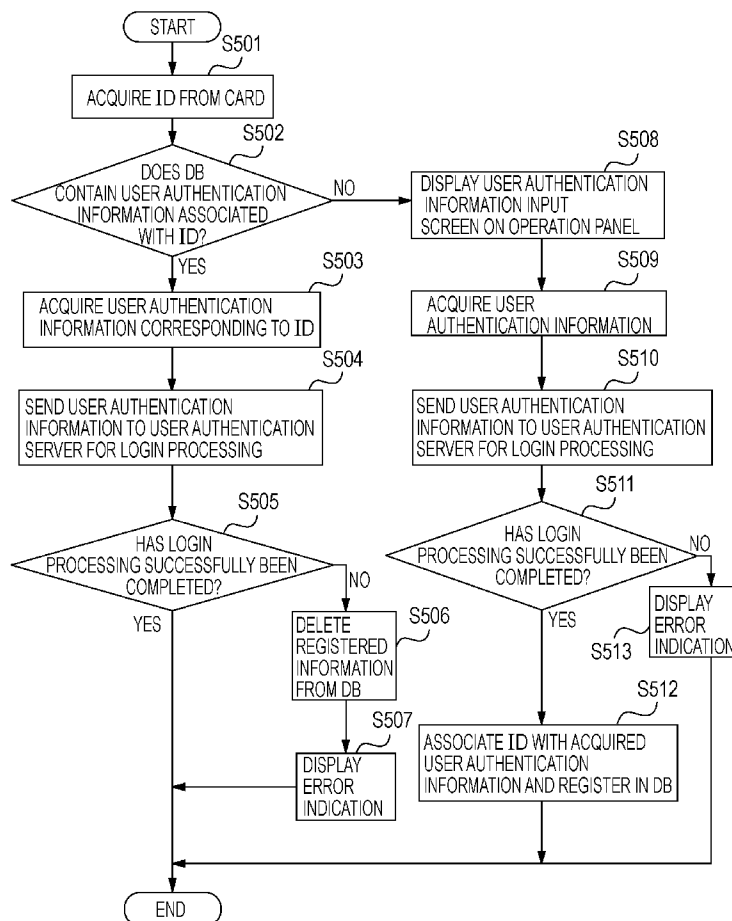 START
S501
ACQUIRE ID FROM CARD
S502
DOES DB
CONTAIN USER AUTHENTICATION
INFORMATION ASSOCIATED
WITH ID?
NO
YES
S503
ACQUIRE USER AUTHENTICATION
INFORMATION CORRESPONDING TO ID
S504
SEND USER AUTHENTICATION
INFORMATION TO USER AUTHENTICATION
SERVER FOR LOGIN PROCESSING
S505
HAS LOGIN
PROCESSING SUCCESSFULLY BEEN
COMPLETED?
NO
YES
S506
DELETE
REGISTERED
INFORMATION
FROM DB
S507
DISPLAY
ERROR
INDICATION
S508
DISPLAY USER AUTHENTICATION
INFORMATION INPUT
SCREEN ON OPERATION PANEL
S509
ACQUIRE USER
AUTHENTICATION INFORMATION
S510
SEND USER AUTHENTICATION
INFORMATION TO USER AUTHENTICATION
SERVER FOR LOGIN PROCESSING
S511
HAS LOGIN
PROCESSING SUCCESSFULLY BEEN
COMPLETED?
NO
YES
DISPLAY
ERROR
INDICATION
S513
S512
ASSOCIATE ID WITH ACQUIRED
USER AUTHENTICATION
INFORMATION AND REGISTER IN DB
END